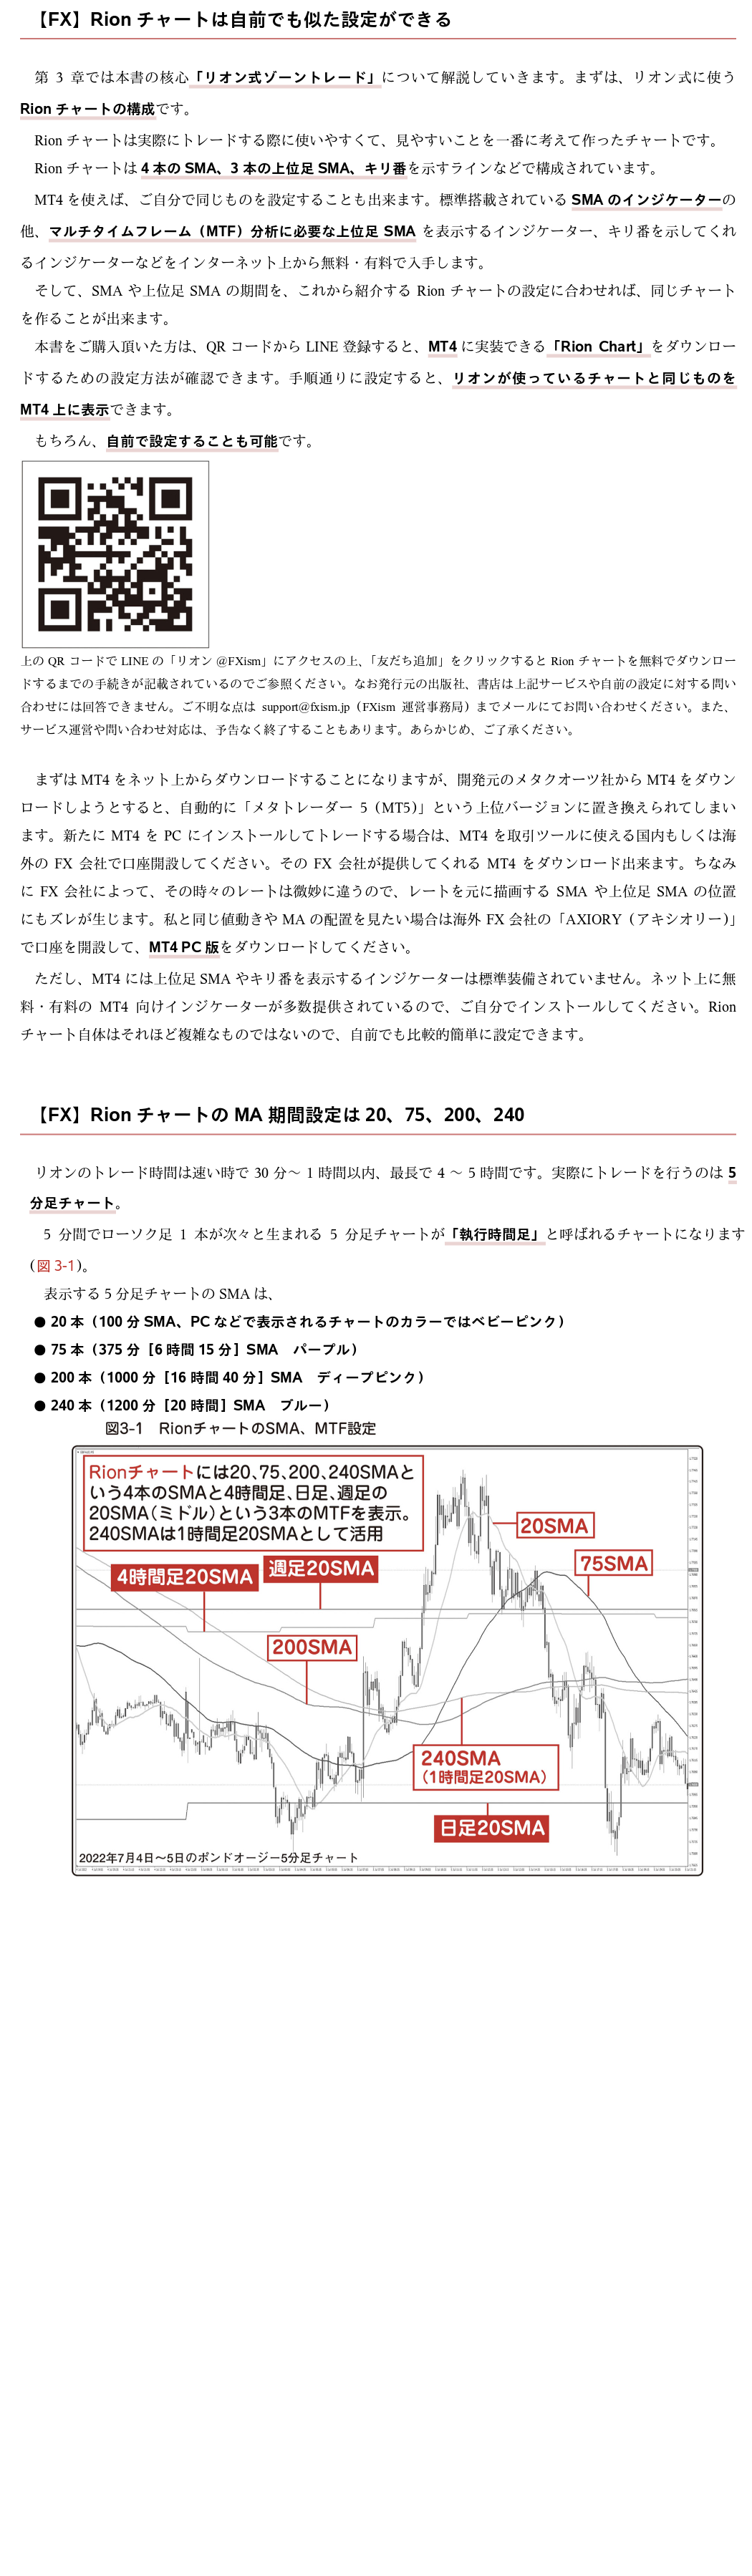 【FX】Rion チャートは自前でも似た設定ができる
第 3 章では本書の核心「リオン式ゾーントレード」について解説していきます。まずは、リオン式に使う
Rion チャートの構成です。
Rion チャートは実際にトレードする際に使いやすくて、見やすいことを一番に考えて作ったチャートです。
Rion チャートは 4 本の SMA、3 本の上位足 SMA、キリ番を示すラインなどで構成されています。
MT4 を使えば、ご自分で同じものを設定することも出来ます。標準搭載されている SMA のインジケーターの
他、マルチタイムフレーム（MTF）分析に必要な上位足 SMA を表示するインジケーター、キリ番を示してくれ
るインジケーターなどをインターネット上から無料・有料で入手します。
そして、SMA や上位足 SMA の期間を、これから紹介する Rion チャートの設定に合わせれば、同じチャート
を作ることが出来ます。
本書をご購入頂いた方は、QR コードから LINE 登録すると、MT4 に実装できる「Rion Chart」をダウンロー
ドするための設定方法が確認できます。手順通りに設定すると、リオンが使っているチャートと同じものを
MT4 上に表示できます。
もちろん、自前で設定することも可能です。
上の QR コードで LINE の「リオン @FXism」にアクセスの上、「友だち追加」をクリックすると Rion チャートを無料でダウンロー
ドするまでの手続きが記載されているのでご参照ください。なお発行元の出版社、書店は上記サービスや自前の設定に対する問い
合わせには回答できません。ご不明な点は support@fxism.jp（FXism 運営事務局）までメールにてお問い合わせください。また、
サービス運営や問い合わせ対応は、予告なく終了することもあります。あらかじめ、ご了承ください。
まずは MT4 をネット上からダウンロードすることになりますが、開発元のメタクオーツ社から MT4 をダウン
ロードしようとすると、自動的に「メタトレーダー 5（MT5）」という上位バージョンに置き換えられてしまい
ます。新たに MT4 を PC にインストールしてトレードする場合は、MT4 を取引ツールに使える国内もしくは海
外の FX 会社で口座開設してください。その FX 会社が提供してくれる MT4 をダウンロード出来ます。ちなみ
に FX 会社によって、その時々のレートは微妙に違うので、レートを元に描画する SMA や上位足 SMA の位置
にもズレが生じます。私と同じ値動きや MA の配置を見たい場合は海外 FX 会社の「AXIORY（アキシオリー）」
で口座を開設して、MT4 PC 版をダウンロードしてください。
ただし、MT4 には上位足 SMA やキリ番を表示するインジケーターは標準装備されていません。ネット上に無
料・有料の MT4 向けインジケーターが多数提供されているので、ご自分でインストールしてください。Rion
チャート自体はそれほど複雑なものではないので、自前でも比較的簡単に設定できます。
【FX】Rion チャートの MA 期間設定は 20、75、200、240
リオンのトレード時間は速い時で 30 分～ 1 時間以内、最長で 4 ～ 5 時間です。実際にトレードを行うのは 5
分足チャート。
5 分間でローソク足 1 本が次々と生まれる 5 分足チャートが「執行時間足」と呼ばれるチャートになります
（図 3-1）。
表示する 5 分足チャートの SMA は、
● 20 本（100 分 SMA、PC などで表示されるチャートのカラーではベビーピンク）
● 75 本（375 分［6 時間 15 分］SMA　パープル）
● 200 本（1000 分［16 時間 40 分］SMA　ディープピンク）
● 240 本（1200 分［20 時間］SMA　ブルー）
図3-1　RionチャートのSMA、MTF設定
Rionチャートには20、75、200、240SMAと
いう4本のSMAと4時間足、日足、週足の
20SMA（ミドル）という3本のMTFを表示。
240SMAは1時間足20SMAとして活用
20SMA
75SMA
週足20SMA
4時間足20SMA
200SMA
240SMA
（1時間足20SMA）
日足20SMA
2022年7月4日～5日のポンドオージー5分足チャート